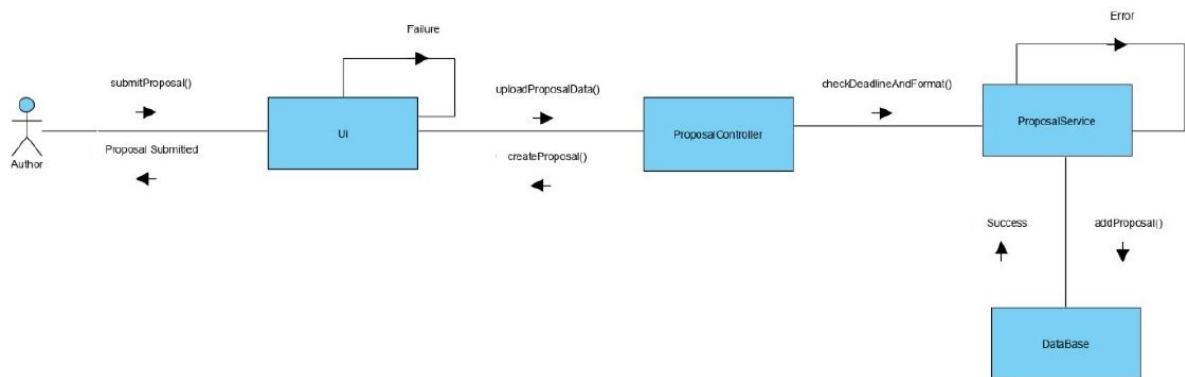 Error
Failure
submitProposal()
uploadProposalData()
checkDeadlineAndFormat()
Ui
ProposalController
ProposalService
Author
Proposal Submitted
createProposal()
Success
addProposal()
DataBase